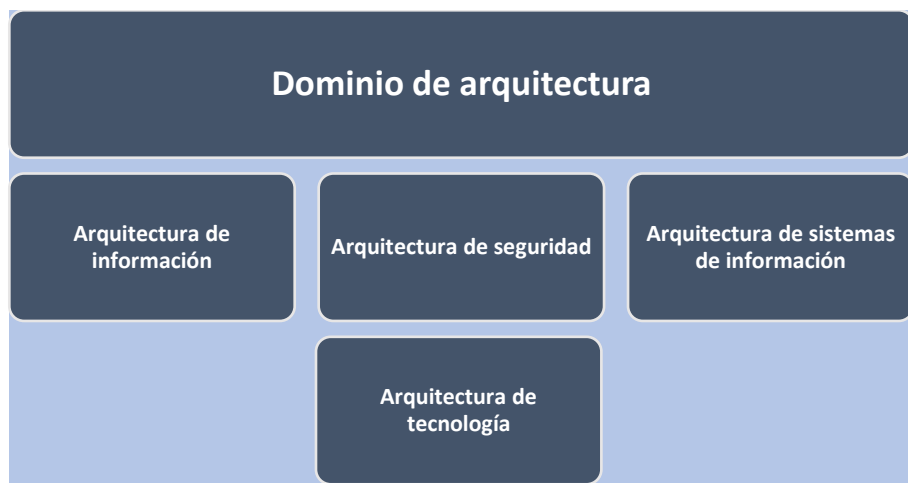 Dominio de arquitectura
Arquitectura de
información
Arquitectura de seguridad
Arquitectura de sistemas
de información
Arquitectura de
tecnología